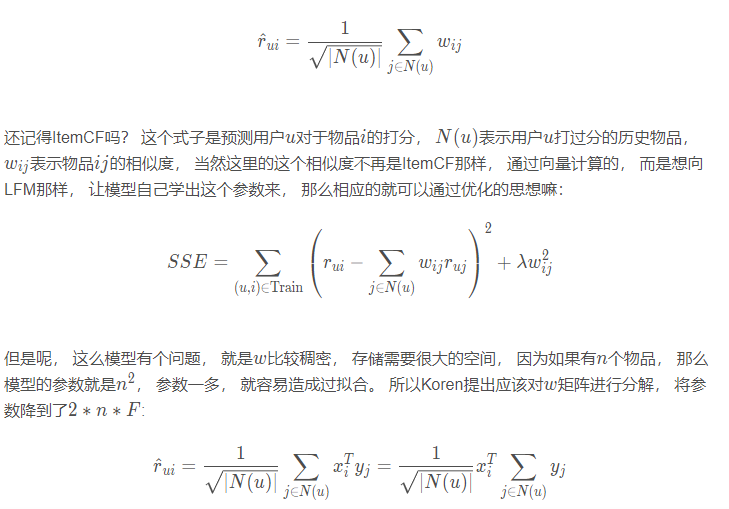 $\hat{r}_{ui} = \frac{1}{\sqrt{|N(u)|}} \sum_{j \in N(u)} w_{ij}$
还记得ItemCF吗？ 这个式子是预测用户$u$对于物品$i$的打分， $N(u)$表示用户$u$打过分的历史物品，
$w_{ij}$表示物品$ij$的相似度， 当然这里的这个相似度不再是ItemCF那样， 通过向量计算的， 而是想向
LFM那样， 让模型自己学出这个参数来， 那么相应的就可以通过优化的思想嘛：
$SSE = \sum_{(u,i) \in \text{Train}} \left( r_{ui} - \sum_{j \in N(u)} w_{ij} r_{uj} \right)^2 + \lambda w_{ij}^2$
但是呢， 这么模型有个问题， 就是$w$比较稠密， 存储需要很大的空间， 因为如果有$n$个物品， 那么
模型的参数就是$n^2$， 参数一多， 就容易造成过拟合。 所以Koren提出应该对$w$矩阵进行分解， 将参
数降到了$2 * n * F$：
$\hat{r}_{ui} = \frac{1}{\sqrt{|N(u)|}} \sum_{j \in N(u)} x_i^T y_j = \frac{1}{\sqrt{|N(u)|}} x_i^T \sum_{j \in N(u)} y_j$